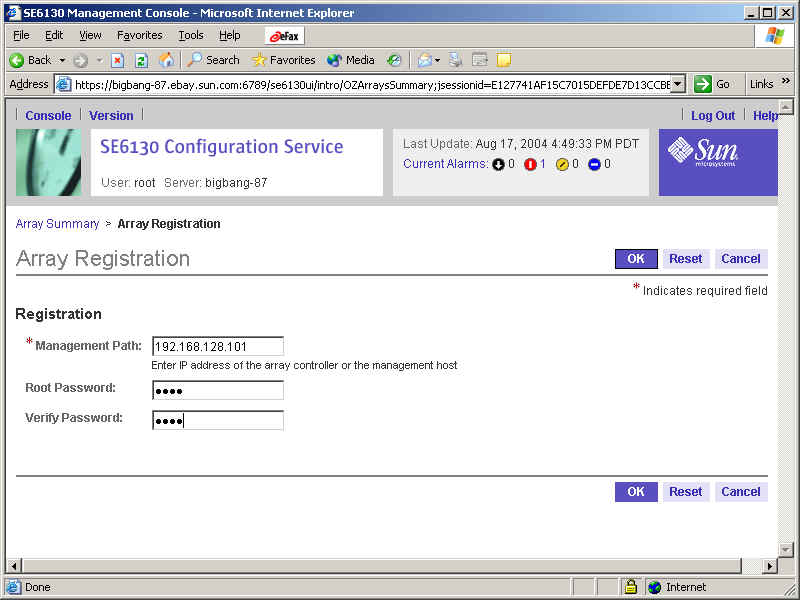 SE6130 Management Console - Microsoft Internet Explorer
File Edit View Favorites Tools Help eFax
Back Search Favorites Media
Address https://bigbang-87.ebay.sun.com:6789/se6130ui/intro/OZArraysSummary;jsessionid=E127741AF15C7015DEFDE7D13CCBE Go Links »
Console Version Log Out Help
SE6130 Configuration Service
User: root Server: bigbang-87
Last Update: Aug 17, 2004 4:49:33 PM PDT
Current Alarms: 0 1 0 0
Sun
microsystems
Array Summary > Array Registration
Array Registration OK Reset Cancel
* Indicates required field
Registration
* Management Path: 192.168.128.101
Enter IP address of the array controller or the management host
Root Password: ●●●●
Verify Password: ●●●●
OK Reset Cancel
Done Internet